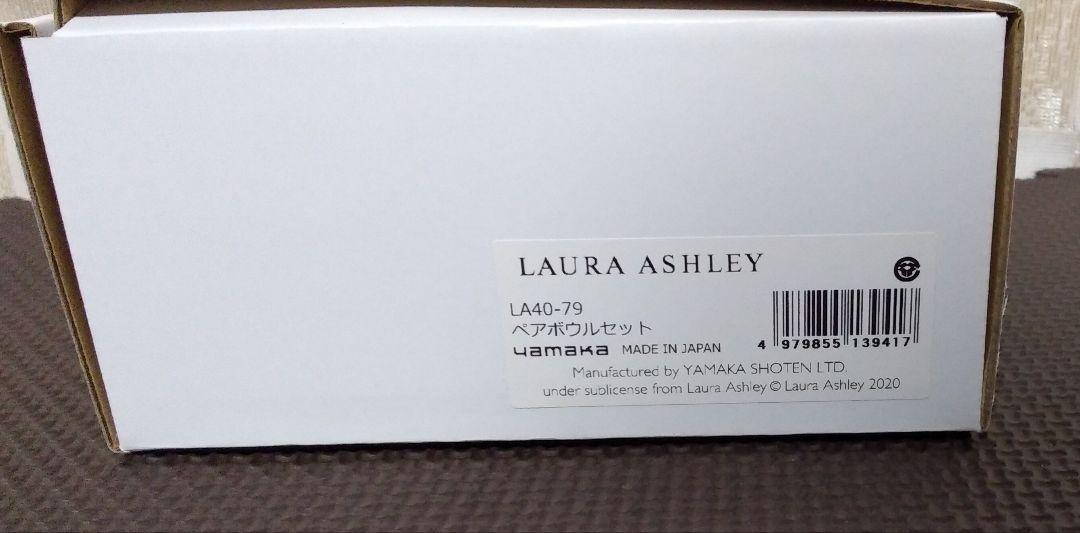 LAURA ASHLEY
LA40-79
ペアボウルセット
yamaka MADE IN JAPAN
4 979855 139417
Manufactured by YAMAKA SHOTEN LTD.
under sublicense from Laura Ashley © Laura Ashley 2020